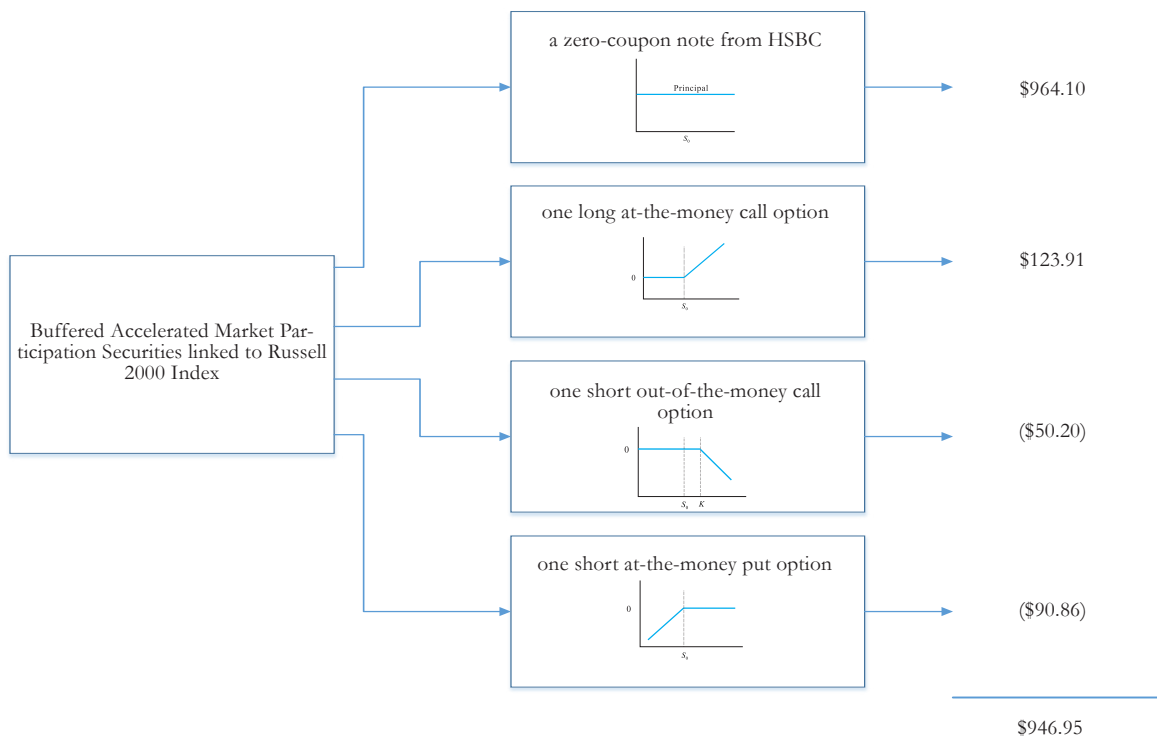 a zero-coupon note from HSBC
Principal
S₀
$964.10
one long at-the-money call option
0
S₀
$123.91
Buffered Accelerated Market Par-
ticipation Securities linked to Russell
2000 Index
one short out-of-the-money call
option
0
S₀ K
($50.20)
one short at-the-money put option
0
S₀
($90.86)
$946.95